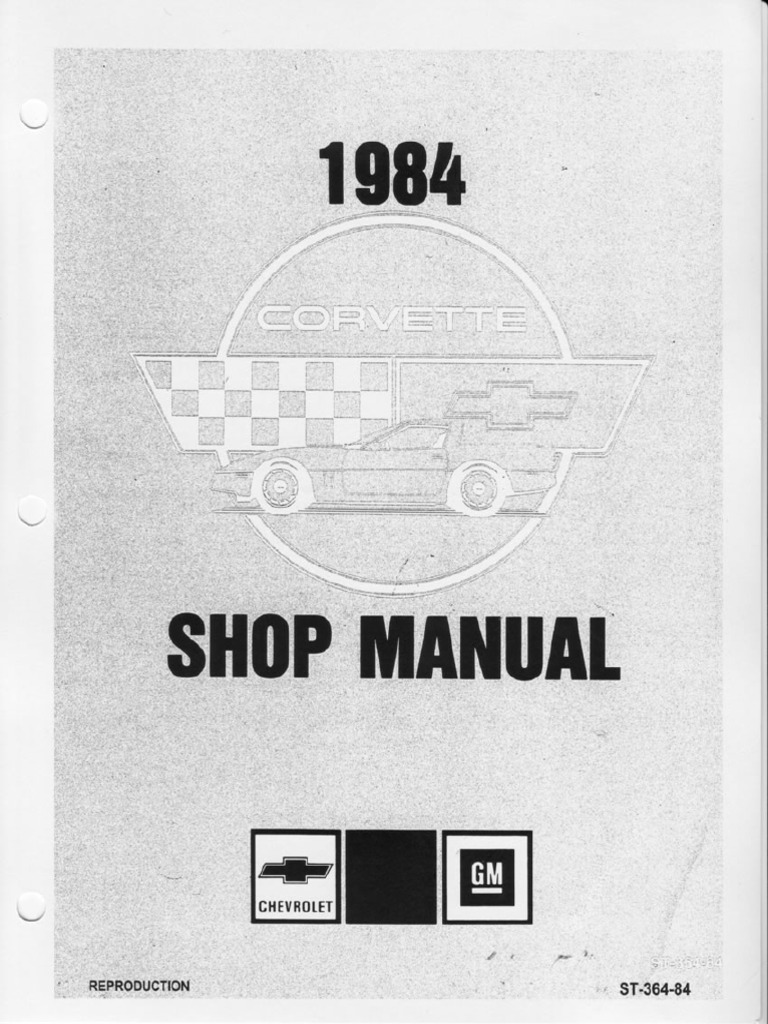 1984
CORVETTE
SHOP MANUAL
CHEVROLET
GM
REPRODUCTION
ST-364-84